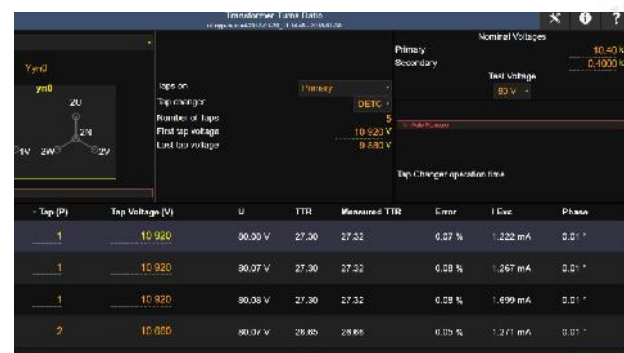 Transformer Turns Ratio
Nominal Voltages
Primary 10.40 k
Secondary 0.4000 k
Test Voltage
80 V
Yyn0
yn0
2U
2N
1V 2W 2V
Taps on Primary
Tap changer DETC
Number of Taps 5
First tap voltage 10 920 V
Last tap voltage 9 880 V
Tap Changer operation time
Tap (P) Tap Voltage (V) U TTR Measured TTR Error I Exc Phase
1 10 920 80.08 V 27.30 27.32 0.07 % 1.222 mA 0.01 °
1 10 920 80.07 V 27.30 27.32 0.08 % 1.267 mA 0.01 °
1 10 920 80.08 V 27.30 27.32 0.08 % 1.699 mA 0.01 °
2 10 660 80.07 V 26.65 26.66 0.05 % 1.271 mA 0.01 °